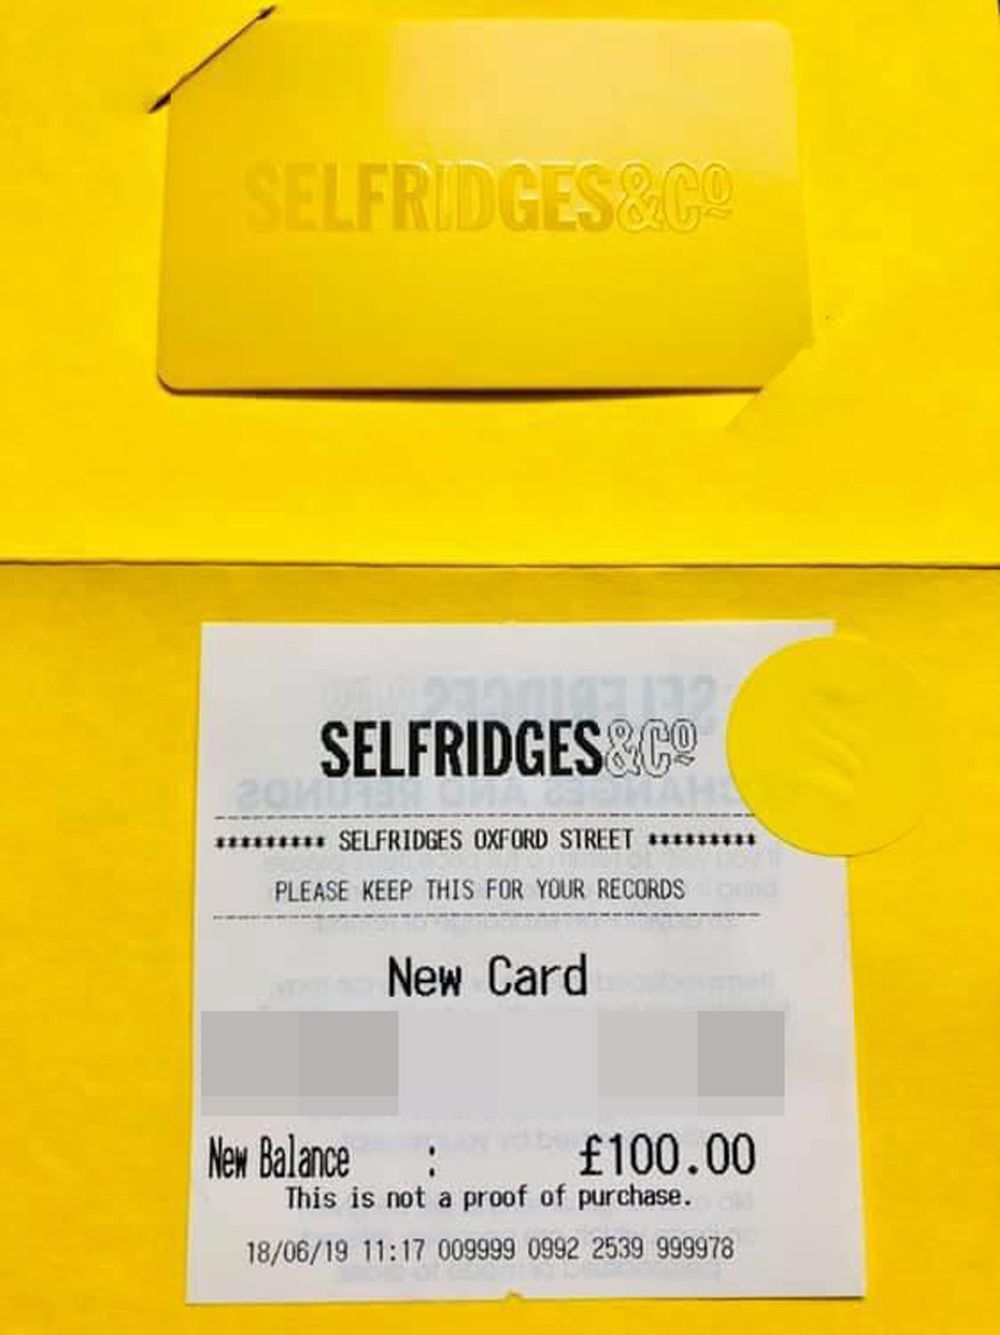 SELFRIDGES&Cº
SELFRIDGES&Cº
********* SELFRIDGES OXFORD STREET *********
PLEASE KEEP THIS FOR YOUR RECORDS
New Card
New Balance : £100.00
This is not a proof of purchase.
18/06/19 11:17 009999 0992 2539 999978